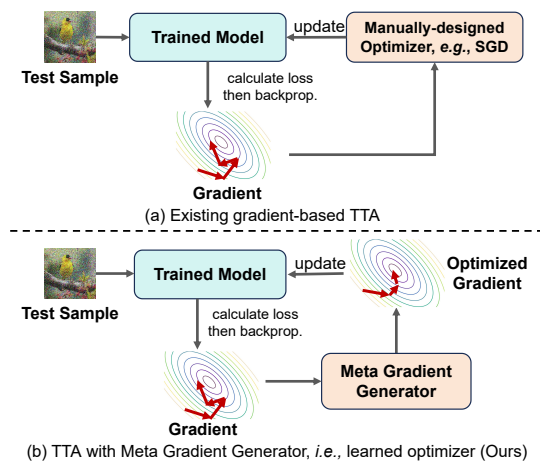 Test Sample
Trained Model
update
Manually-designed
Optimizer, e.g., SGD
calculate loss
then backprop.
Gradient
(a) Existing gradient-based TTA
Test Sample
Trained Model
update
Optimized
Gradient
calculate loss
then backprop.
Gradient
Meta Gradient
Generator
(b) TTA with Meta Gradient Generator, i.e., learned optimizer (Ours)